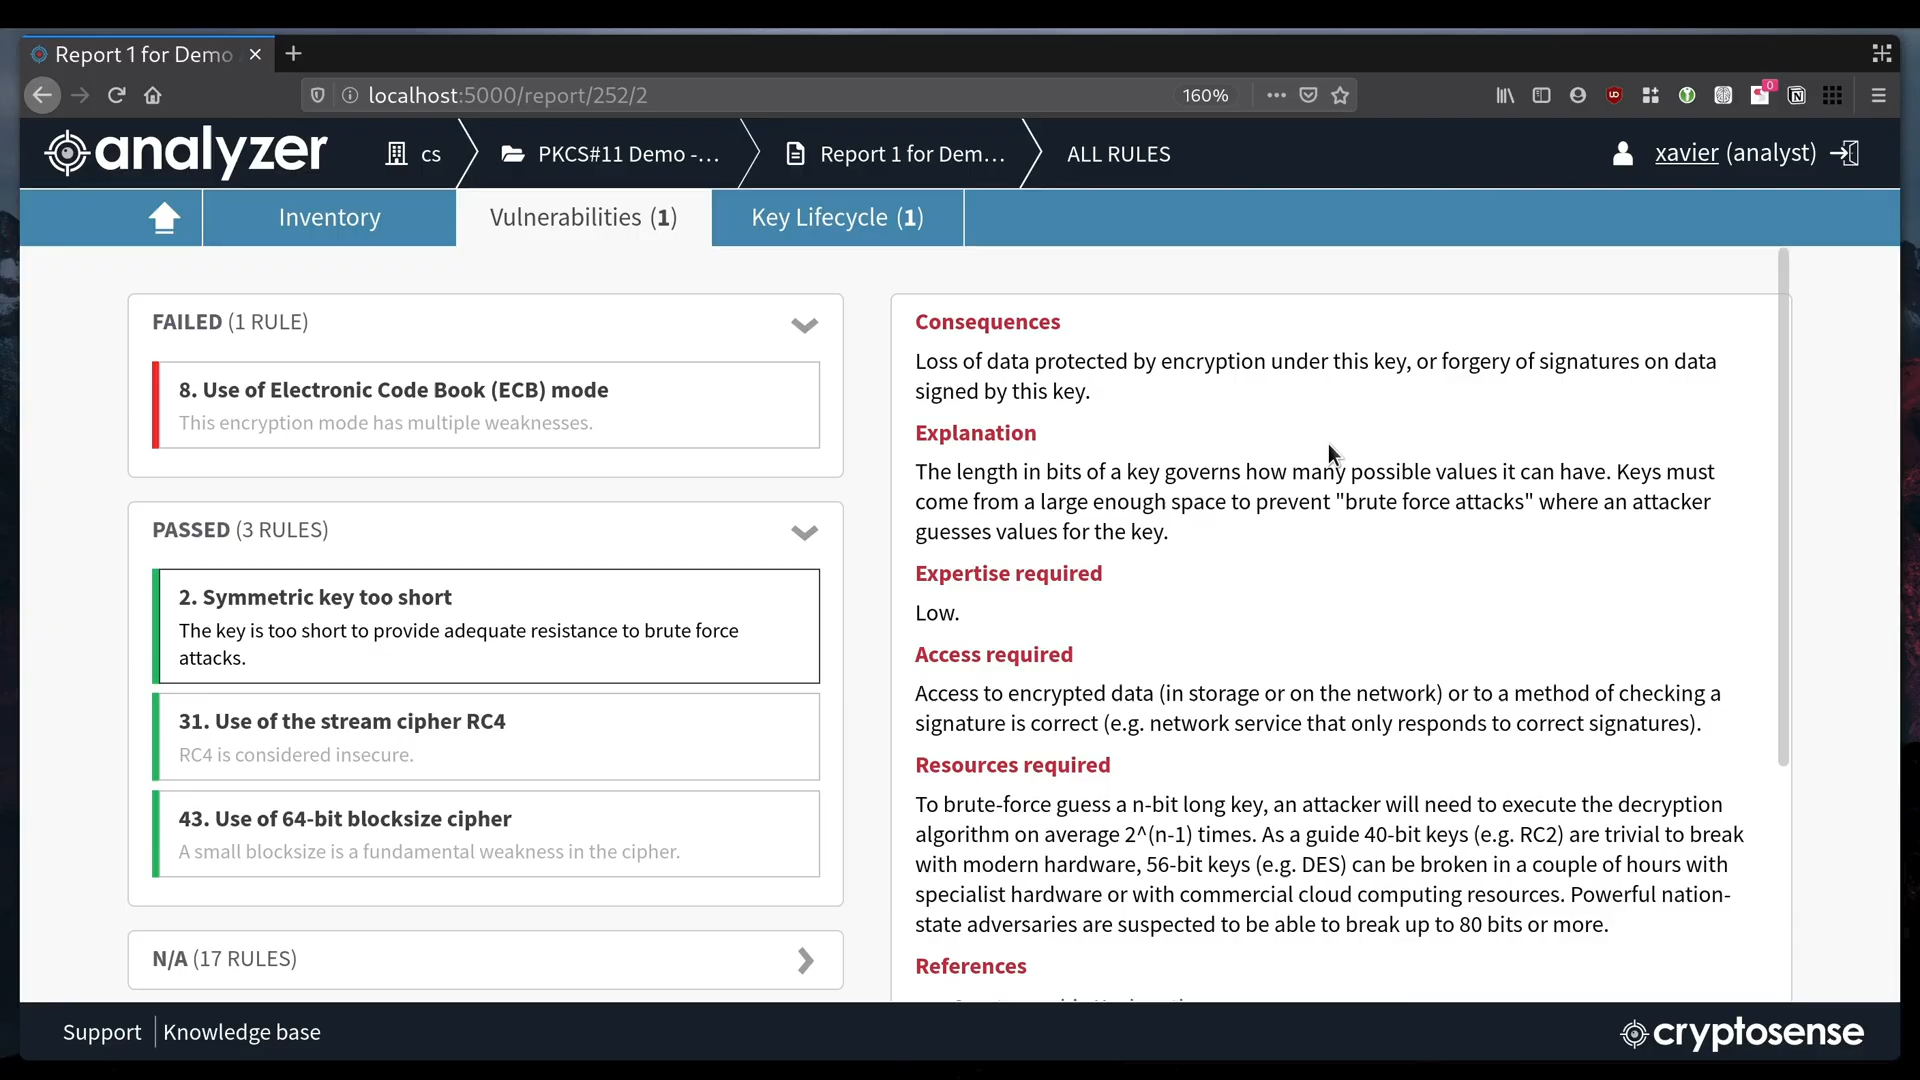 Report 1 for Demo
localhost:5000/report/252/2
160%
0
analyzer
cs
PKCS#11 Demo -...
Report 1 for Dem...
ALL RULES
xavier (analyst)
Inventory
Vulnerabilities (1)
Key Lifecycle (1)
FAILED (1 RULE)
8. Use of Electronic Code Book (ECB) mode
This encryption mode has multiple weaknesses.
PASSED (3 RULES)
2. Symmetric key too short
The key is too short to provide adequate resistance to brute force
attacks.
31. Use of the stream cipher RC4
RC4 is considered insecure.
43. Use of 64-bit blocksize cipher
A small blocksize is a fundamental weakness in the cipher.
N/A (17 RULES)
Consequences
Loss of data protected by encryption under this key, or forgery of signatures on data
signed by this key.
Explanation
The length in bits of a key governs how many possible values it can have. Keys must
come from a large enough space to prevent "brute force attacks" where an attacker
guesses values for the key.
Expertise required
Low.
Access required
Access to encrypted data (in storage or on the network) or to a method of checking a
signature is correct (e.g. network service that only responds to correct signatures).
Resources required
To brute-force guess a n-bit long key, an attacker will need to execute the decryption
algorithm on average 2^(n-1) times. As a guide 40-bit keys (e.g. RC2) are trivial to break
with modern hardware, 56-bit keys (e.g. DES) can be broken in a couple of hours with
specialist hardware or with commercial cloud computing resources. Powerful nation-
state adversaries are suspected to be able to break up to 80 bits or more.
References
Support
Knowledge base
cryptosense